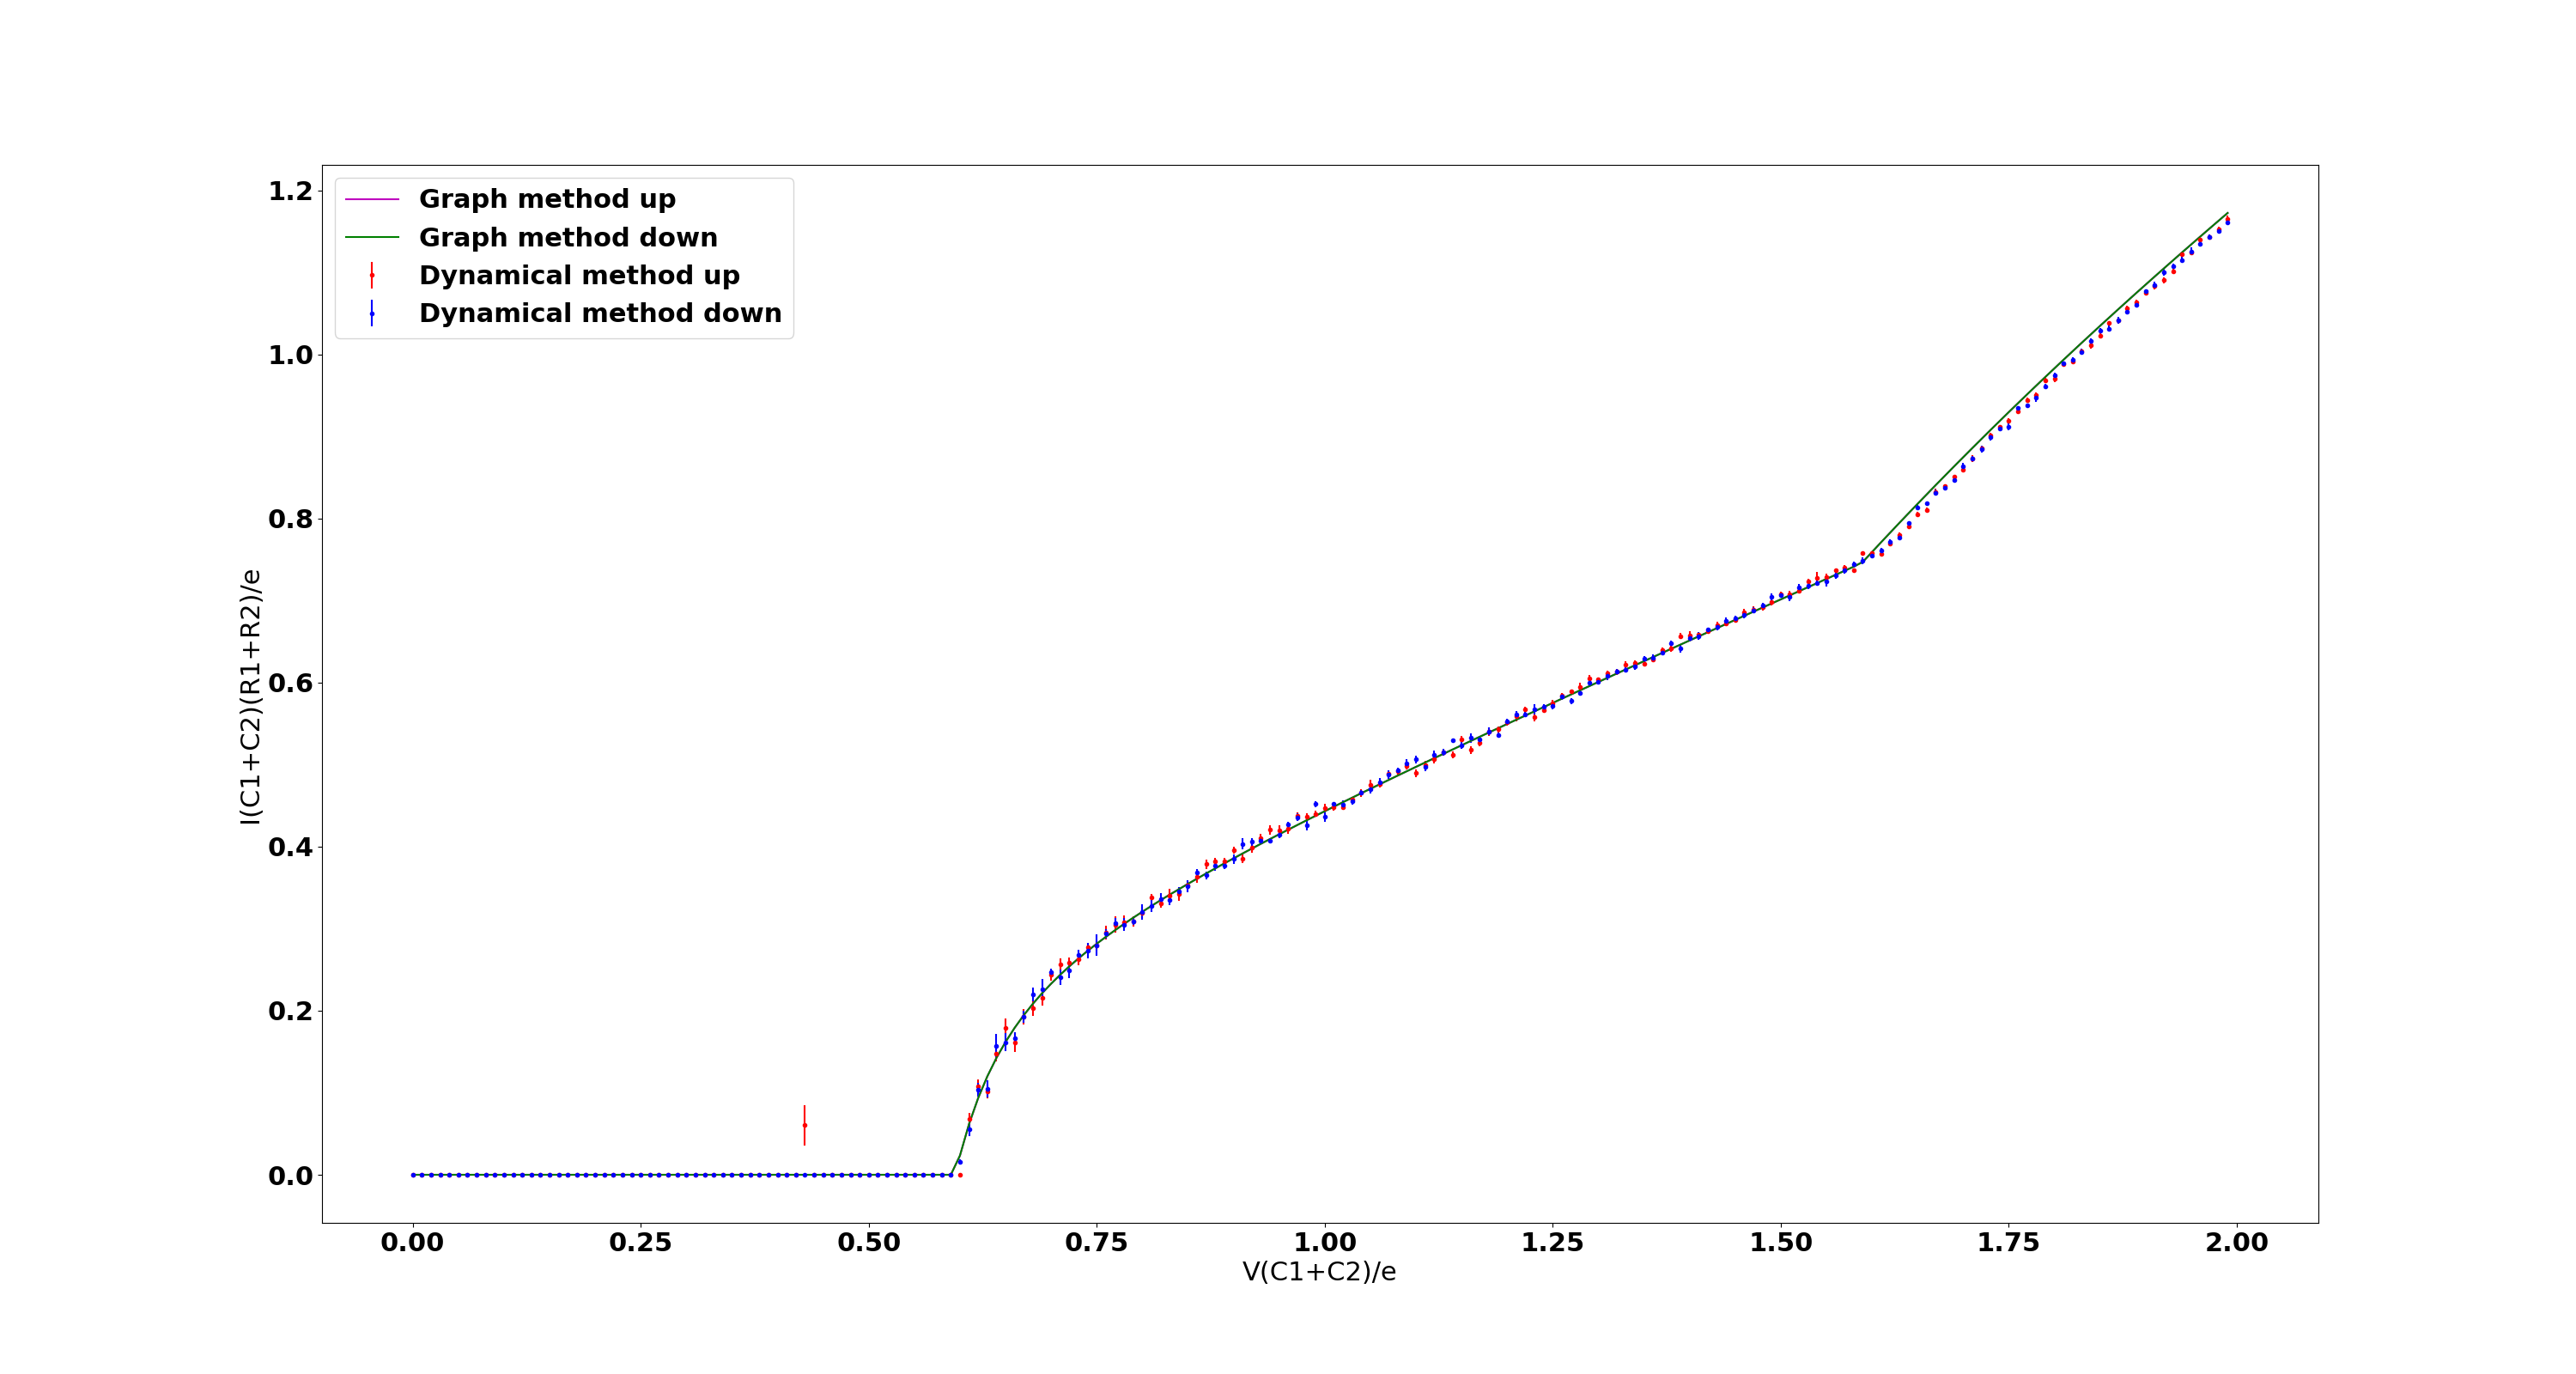 Graph method up
Graph method down
Dynamical method up
Dynamical method down
1.2
1.0
0.8
0.6
0.4
0.2
0.0
I(C1+C2)(R1+R2)/e
0.00 0.25 0.50 0.75 1.00 1.25 1.50 1.75 2.00
V(C1+C2)/e